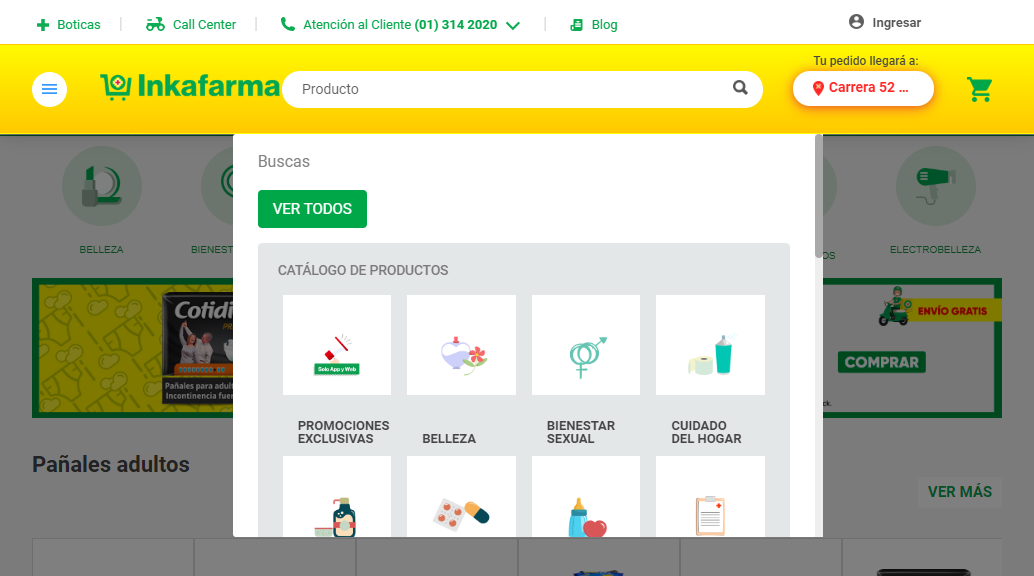 Boticas
Call Center
Atención al Cliente (01) 314 2020
Blog
Ingresar
Inkafarma
Producto
Tu pedido llegará a:
Carrera 52 ...
Buscas
VER TODOS
CATÁLOGO DE PRODUCTOS
Solo App y Web
PROMOCIONES
EXCLUSIVAS
BELLEZA
BIENESTAR
SEXUAL
CUIDADO
DEL HOGAR
BELLEZA
BIENEST
OS
ELECTROBELLEZA
Cotidi
Pañales para adult
Incontinencia fuer
ENVÍO GRATIS
COMPRAR
ck.
Pañales adultos
VER MÁS